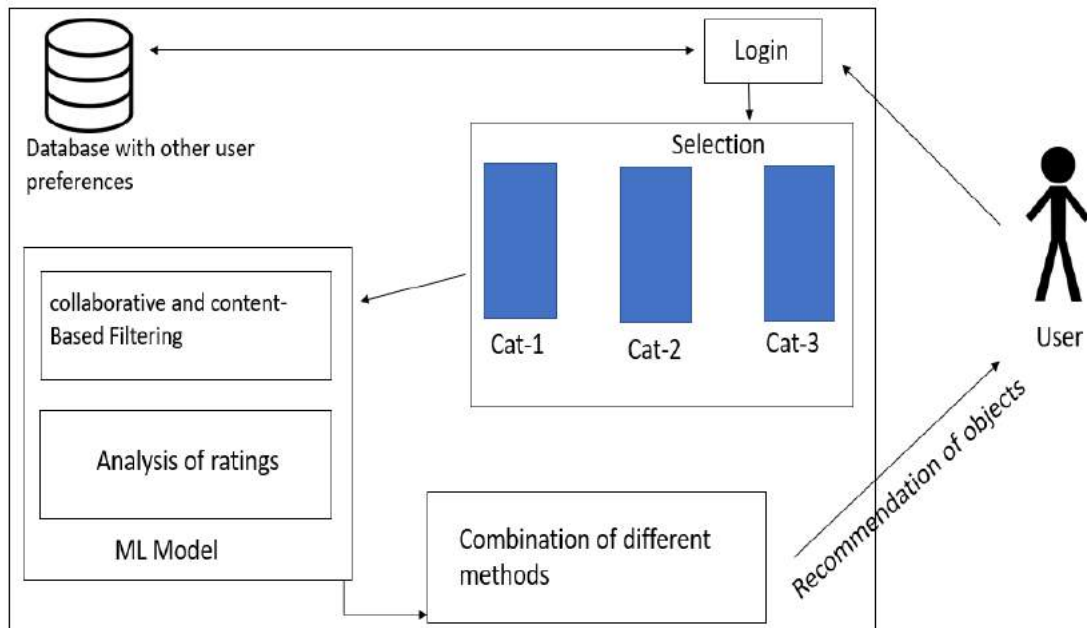 Login
Database with other user
preferences
Selection
Cat-1
Cat-2
Cat-3
User
collaborative and content-
Based Filtering
Analysis of ratings
ML Model
Combination of different
methods
Recommendation of objects